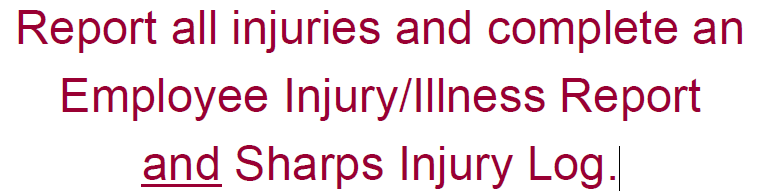 Report all injuries and complete an
Employee Injury/Illness Report
and Sharps Injury Log.